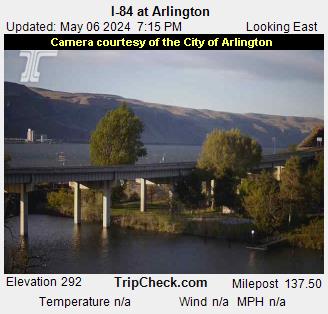 I-84 at Arlington
Updated: May 06 2024 7:15 PM Looking East
Camera courtesy of the City of Arlington
Elevation 292 TripCheck.com Milepost 137.50
Temperature n/a Wind n/a MPH n/a